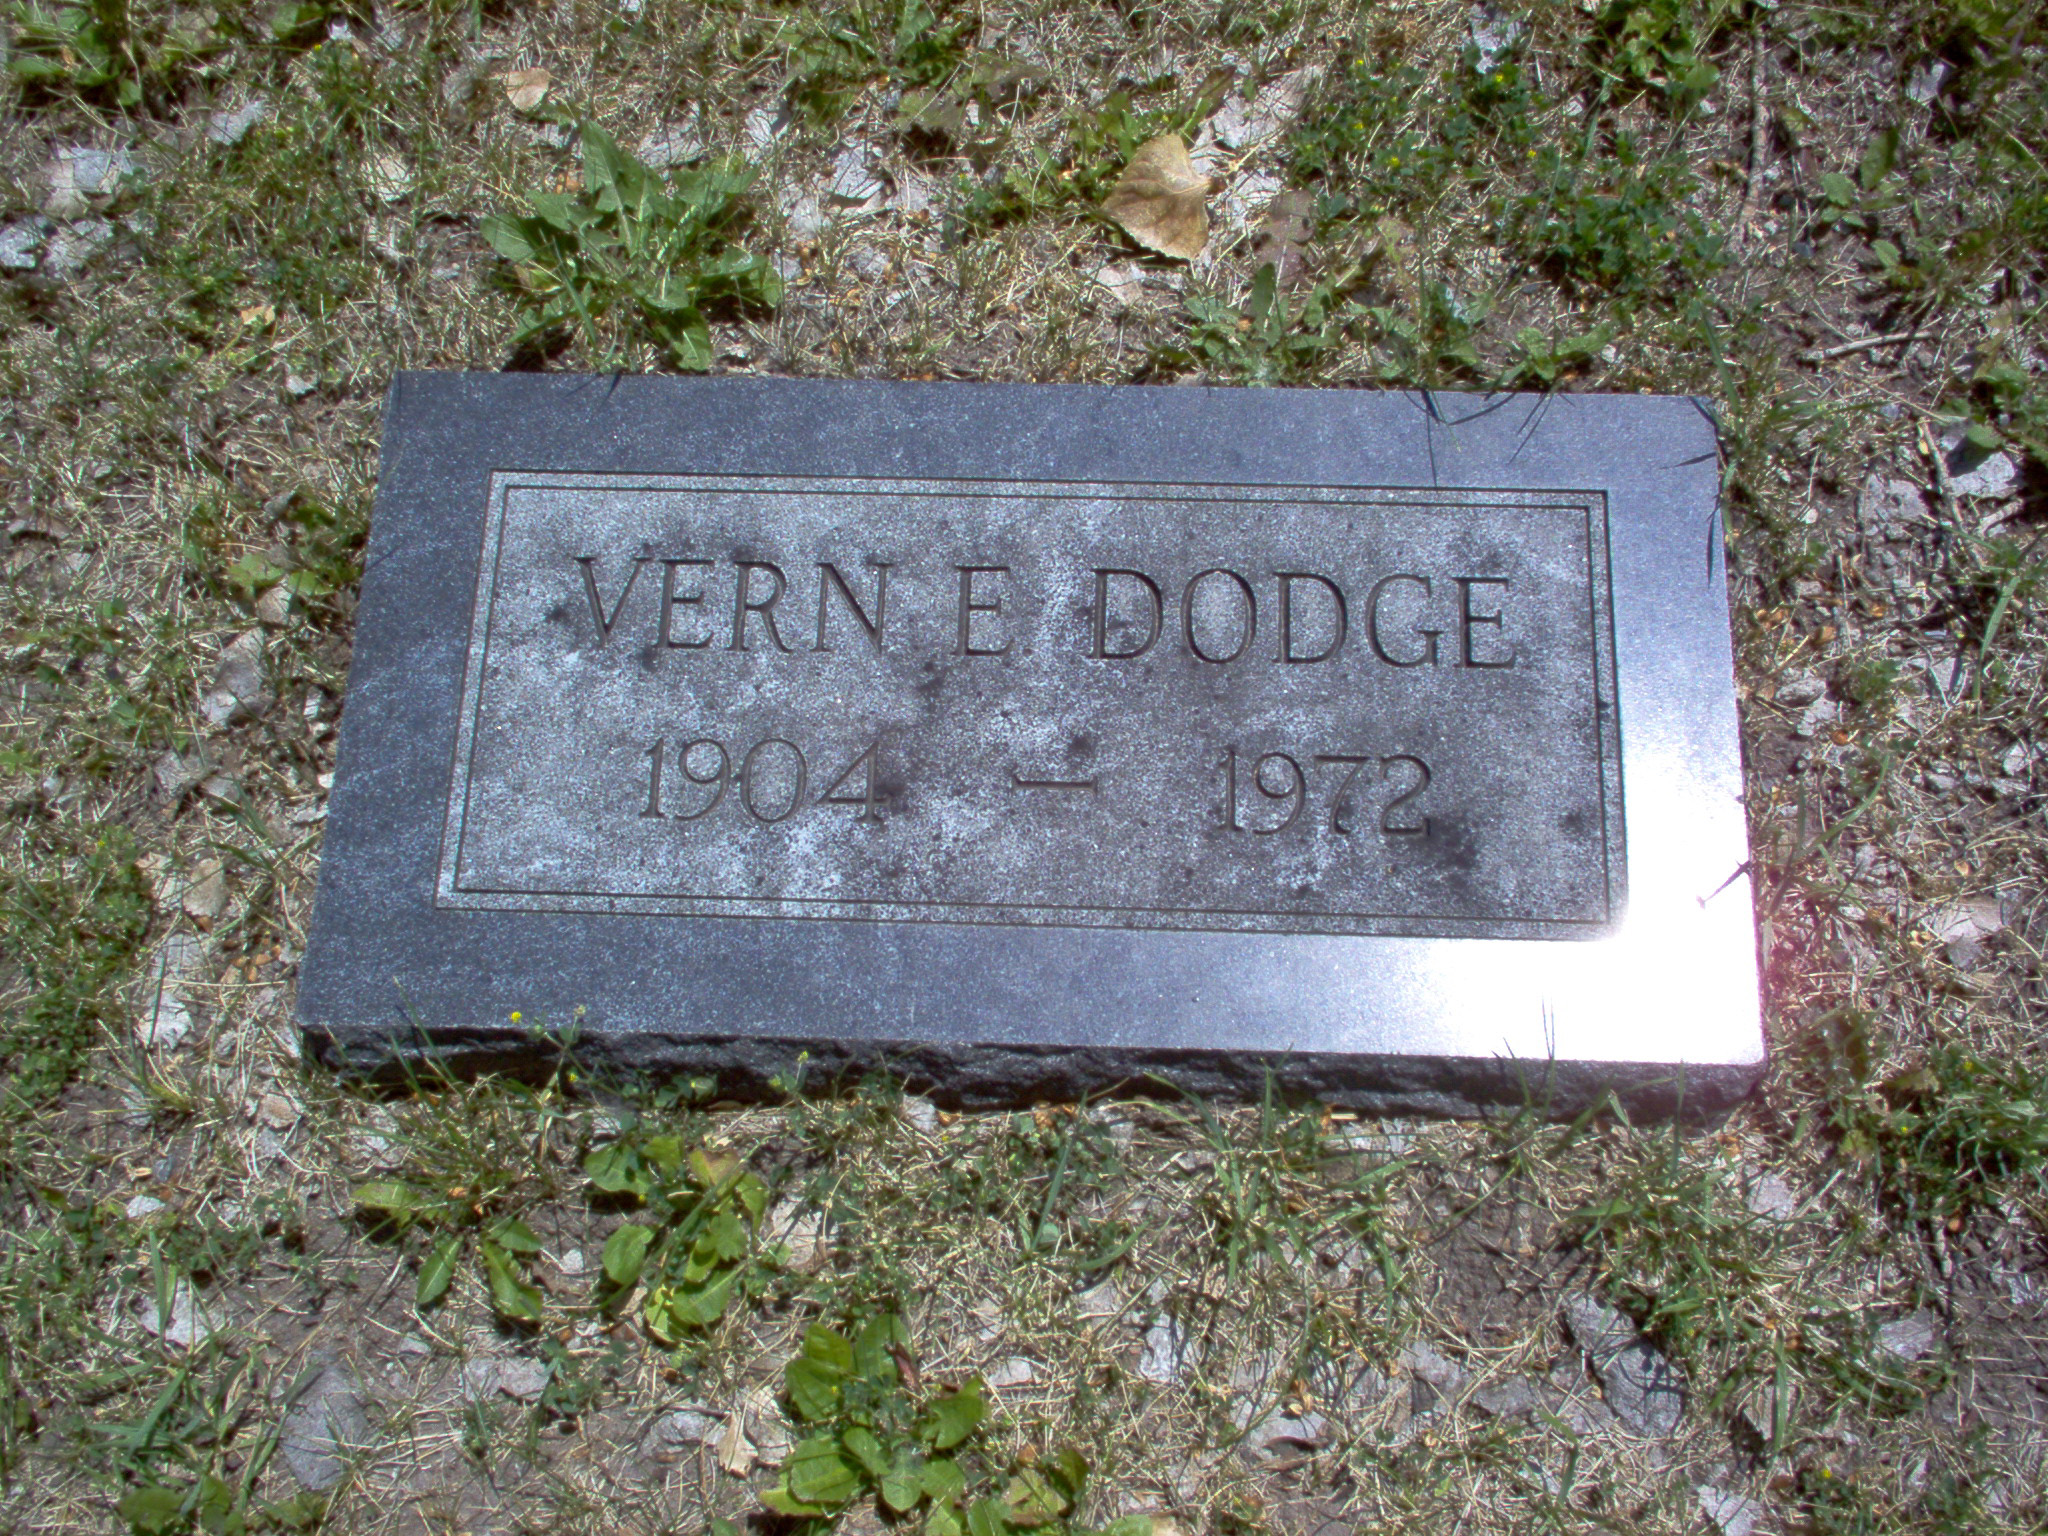 VERN E. DODGE
1904 — 1972